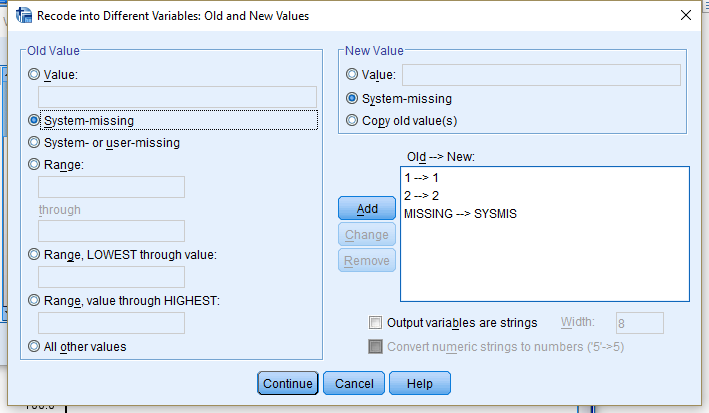 Recode into Different Variables: Old and New Values
Old Value
Value:
System-missing
System- or user-missing
Range:
through
Range, LOWEST through value:
Range, value through HIGHEST:
All other values
New Value
Value:
System-missing
Copy old value(s)
Old --> New:
1 --> 1
2 --> 2
MISSING --> SYSMIS
Add
Change
Remove
Output variables are strings Width: 8
Convert numeric strings to numbers ('5'->5)
Continue Cancel Help